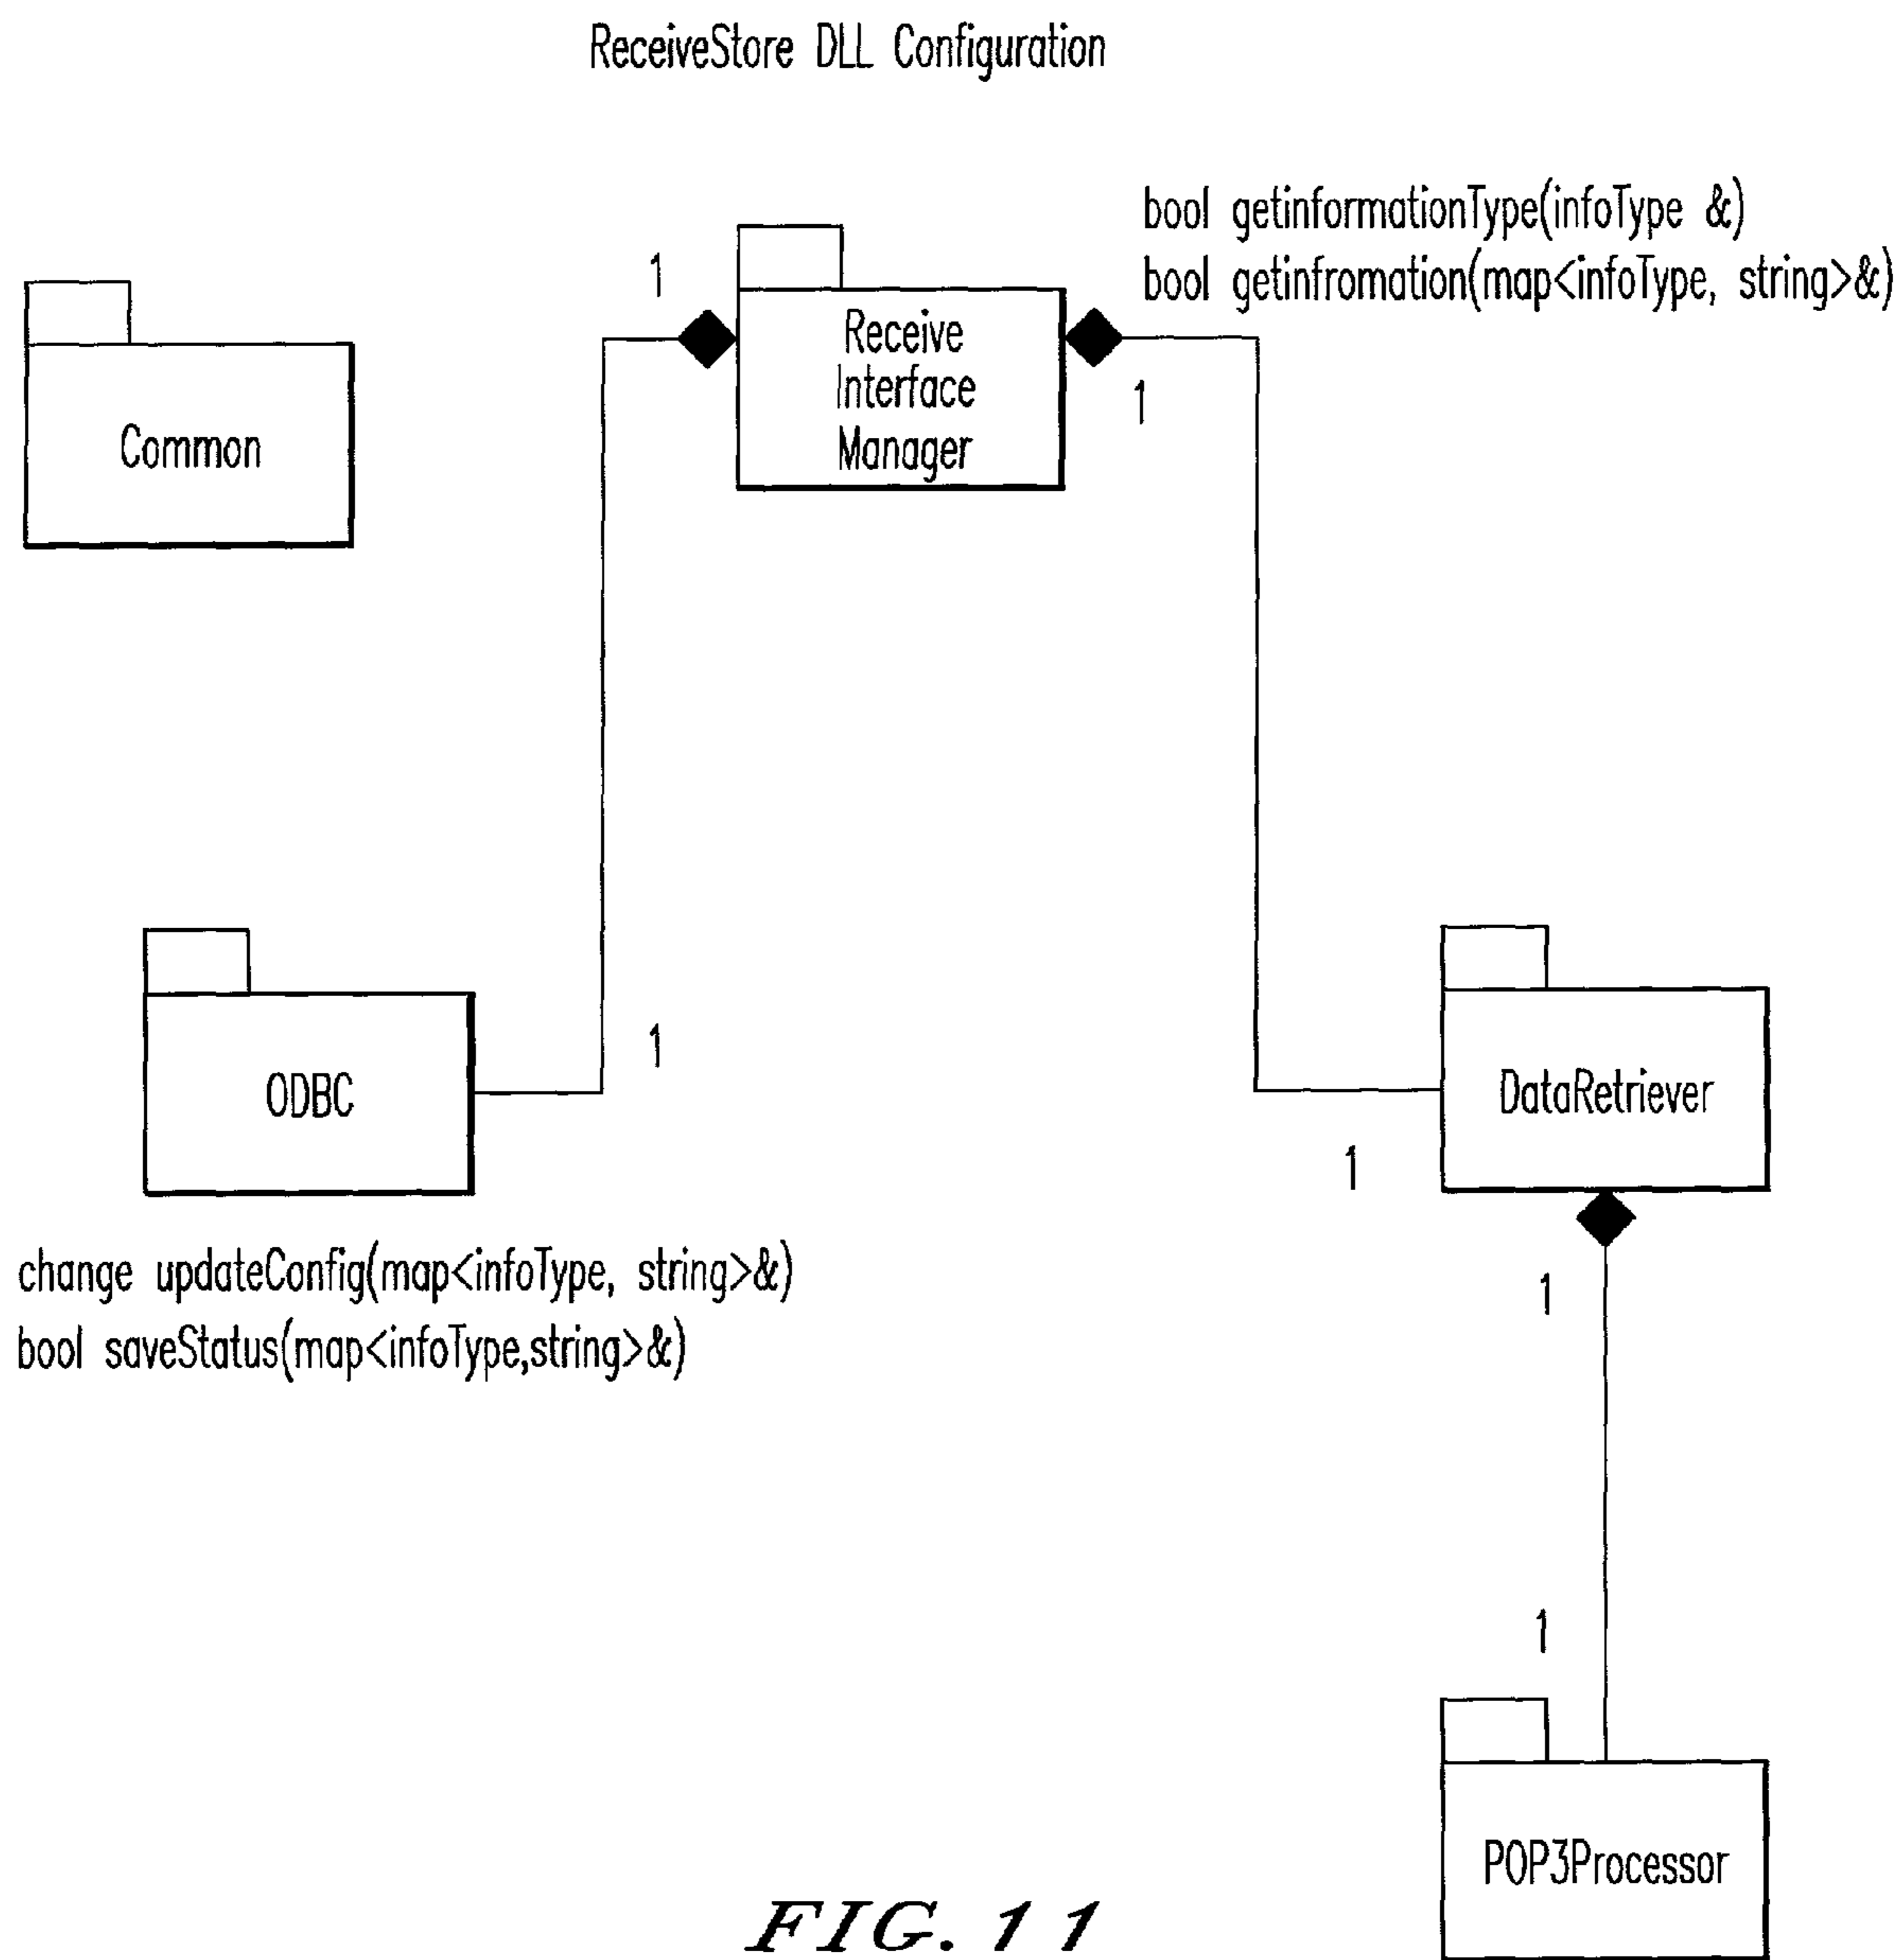 ReceiveStore DLL Configuration
bool getinformationType(infoType &)
bool getinfromation(map<infoType, string>&)
1
Receive
Interface
Manager
1
Common
1
ODBC
DataRetriever
1
change updateConfig(map<infoType, string>&)
bool saveStatus(map<infoType,string>&)
1
1
POP3Processor
FIG. 11